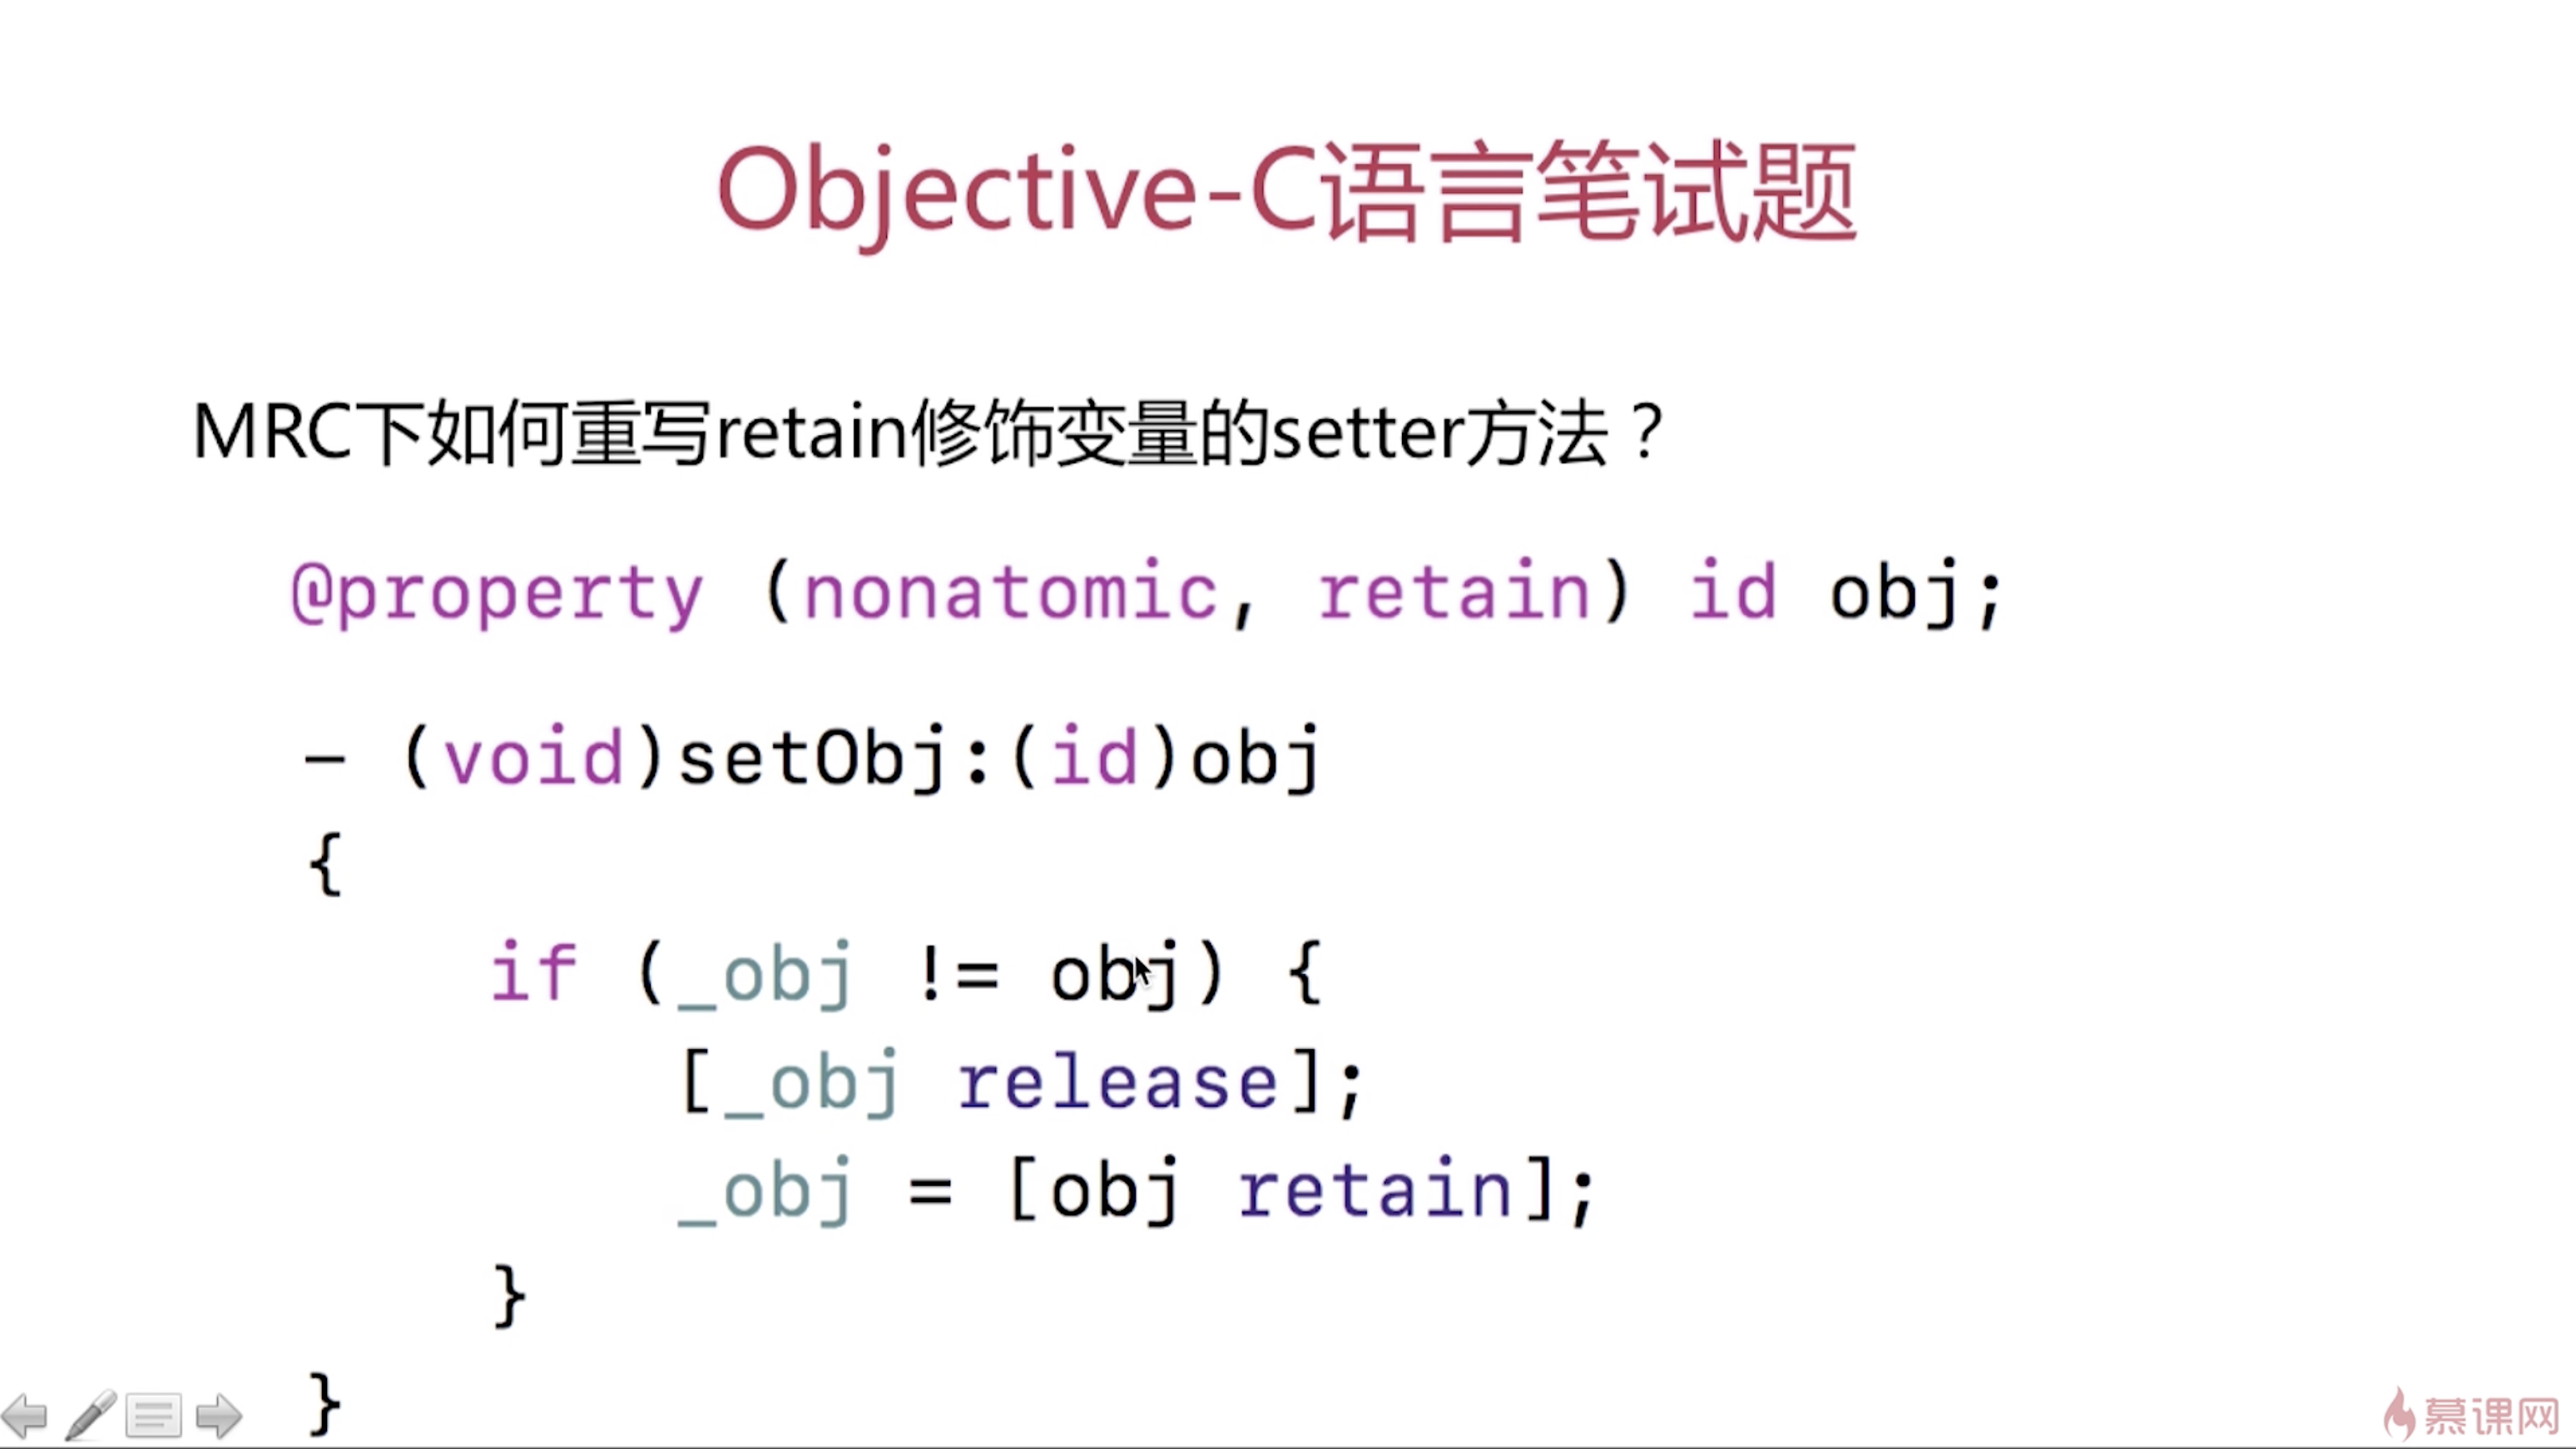 Objective-C语言笔试题
MRC下如何重写retain修饰变量的setter方法？
@property (nonatomic, retain) id obj;
- (void)setObj:(id)obj
{
if (_obj != obj) {
[_obj release];
_obj = [obj retain];
}
}
慕课网